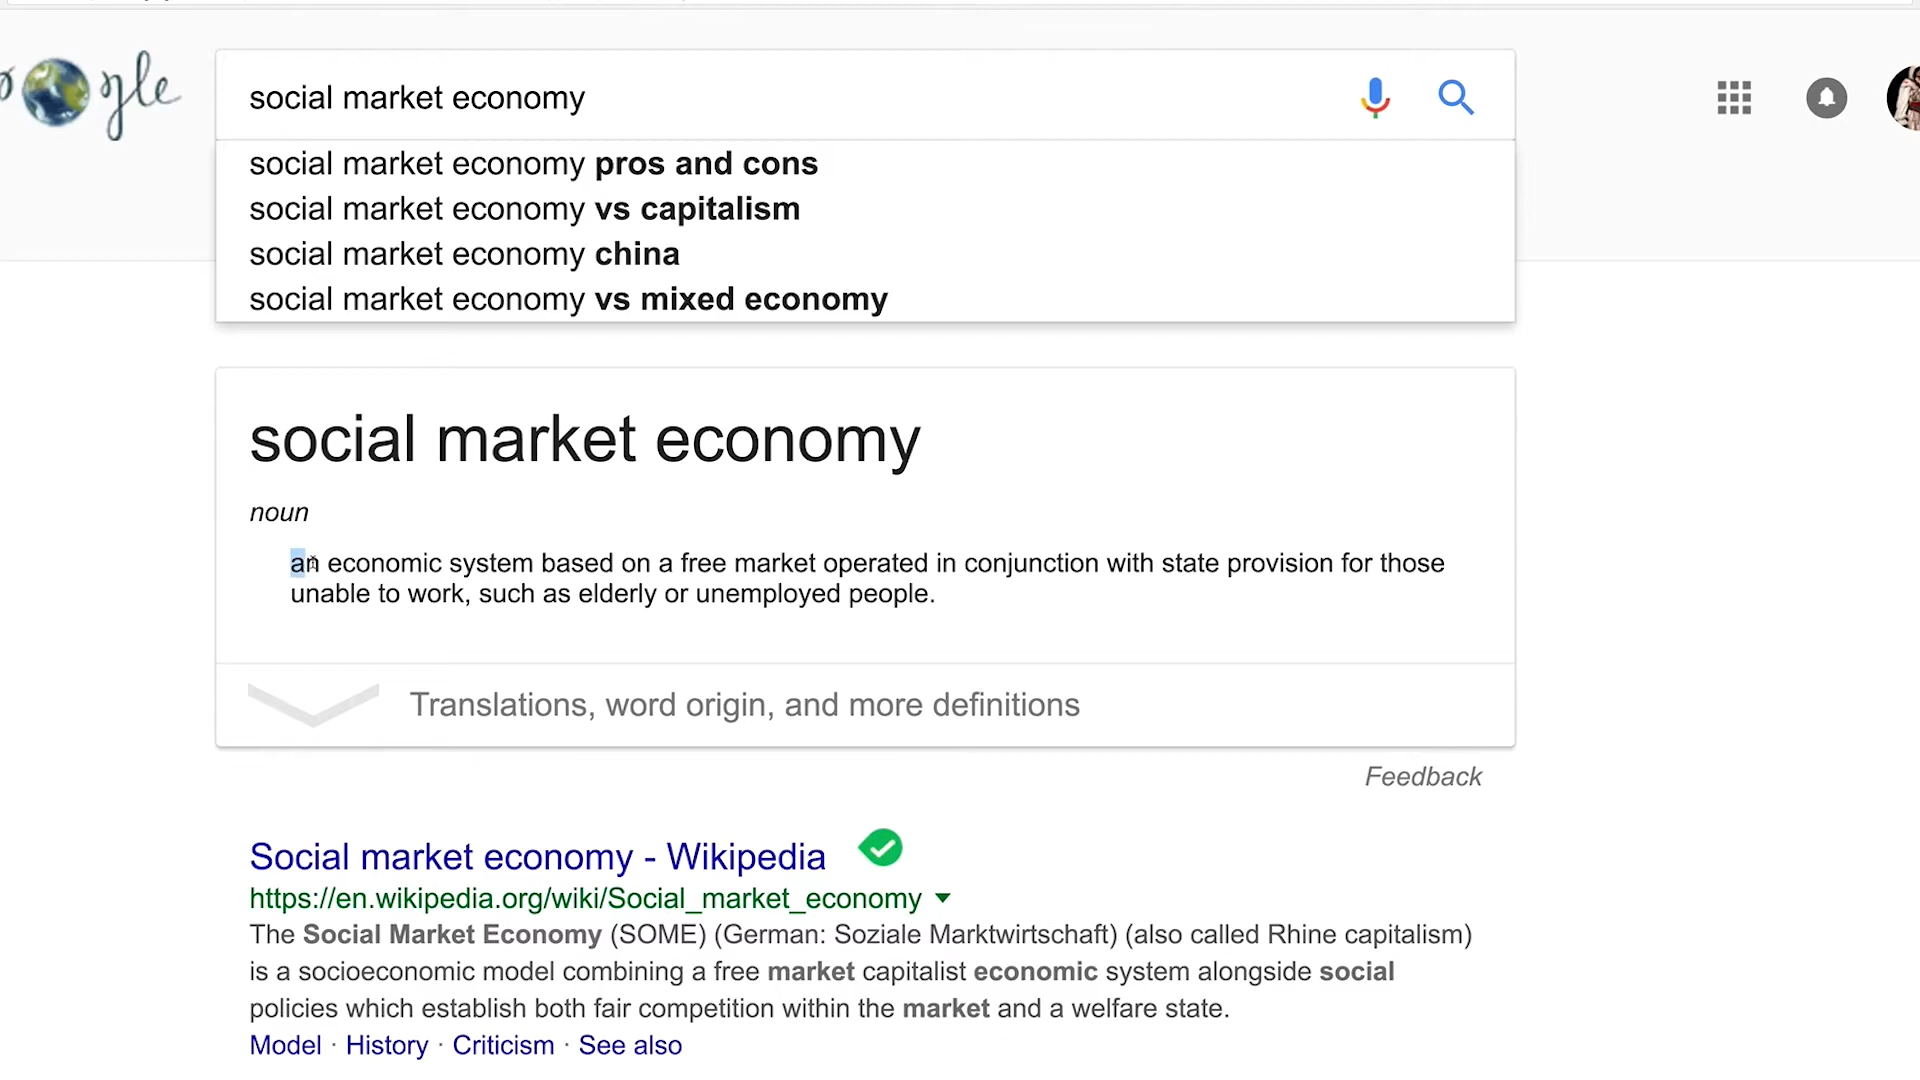 social market economy
social market economy pros and cons
social market economy vs capitalism
social market economy china
social market economy vs mixed economy
social market economy
noun
an economic system based on a free market operated in conjunction with state provision for those
unable to work, such as elderly or unemployed people.
Translations, word origin, and more definitions
Feedback
Social market economy - Wikipedia
https://en.wikipedia.org/wiki/Social_market_economy
The Social Market Economy (SOME) (German: Soziale Marktwirtschaft) (also called Rhine capitalism)
is a socioeconomic model combining a free market capitalist economic system alongside social
policies which establish both fair competition within the market and a welfare state.
Model · History · Criticism · See also